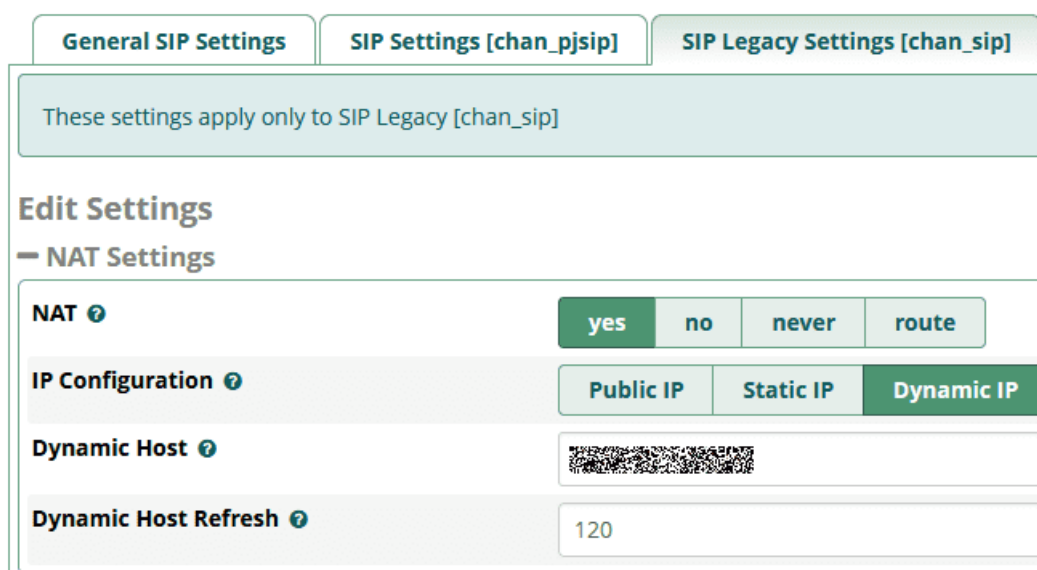 General SIP Settings
SIP Settings [chan_pjsip]
SIP Legacy Settings [chan_sip]
These settings apply only to SIP Legacy [chan_sip]
Edit Settings
NAT Settings
NAT
yes no never route
IP Configuration
Public IP Static IP Dynamic IP
Dynamic Host
Dynamic Host Refresh
120